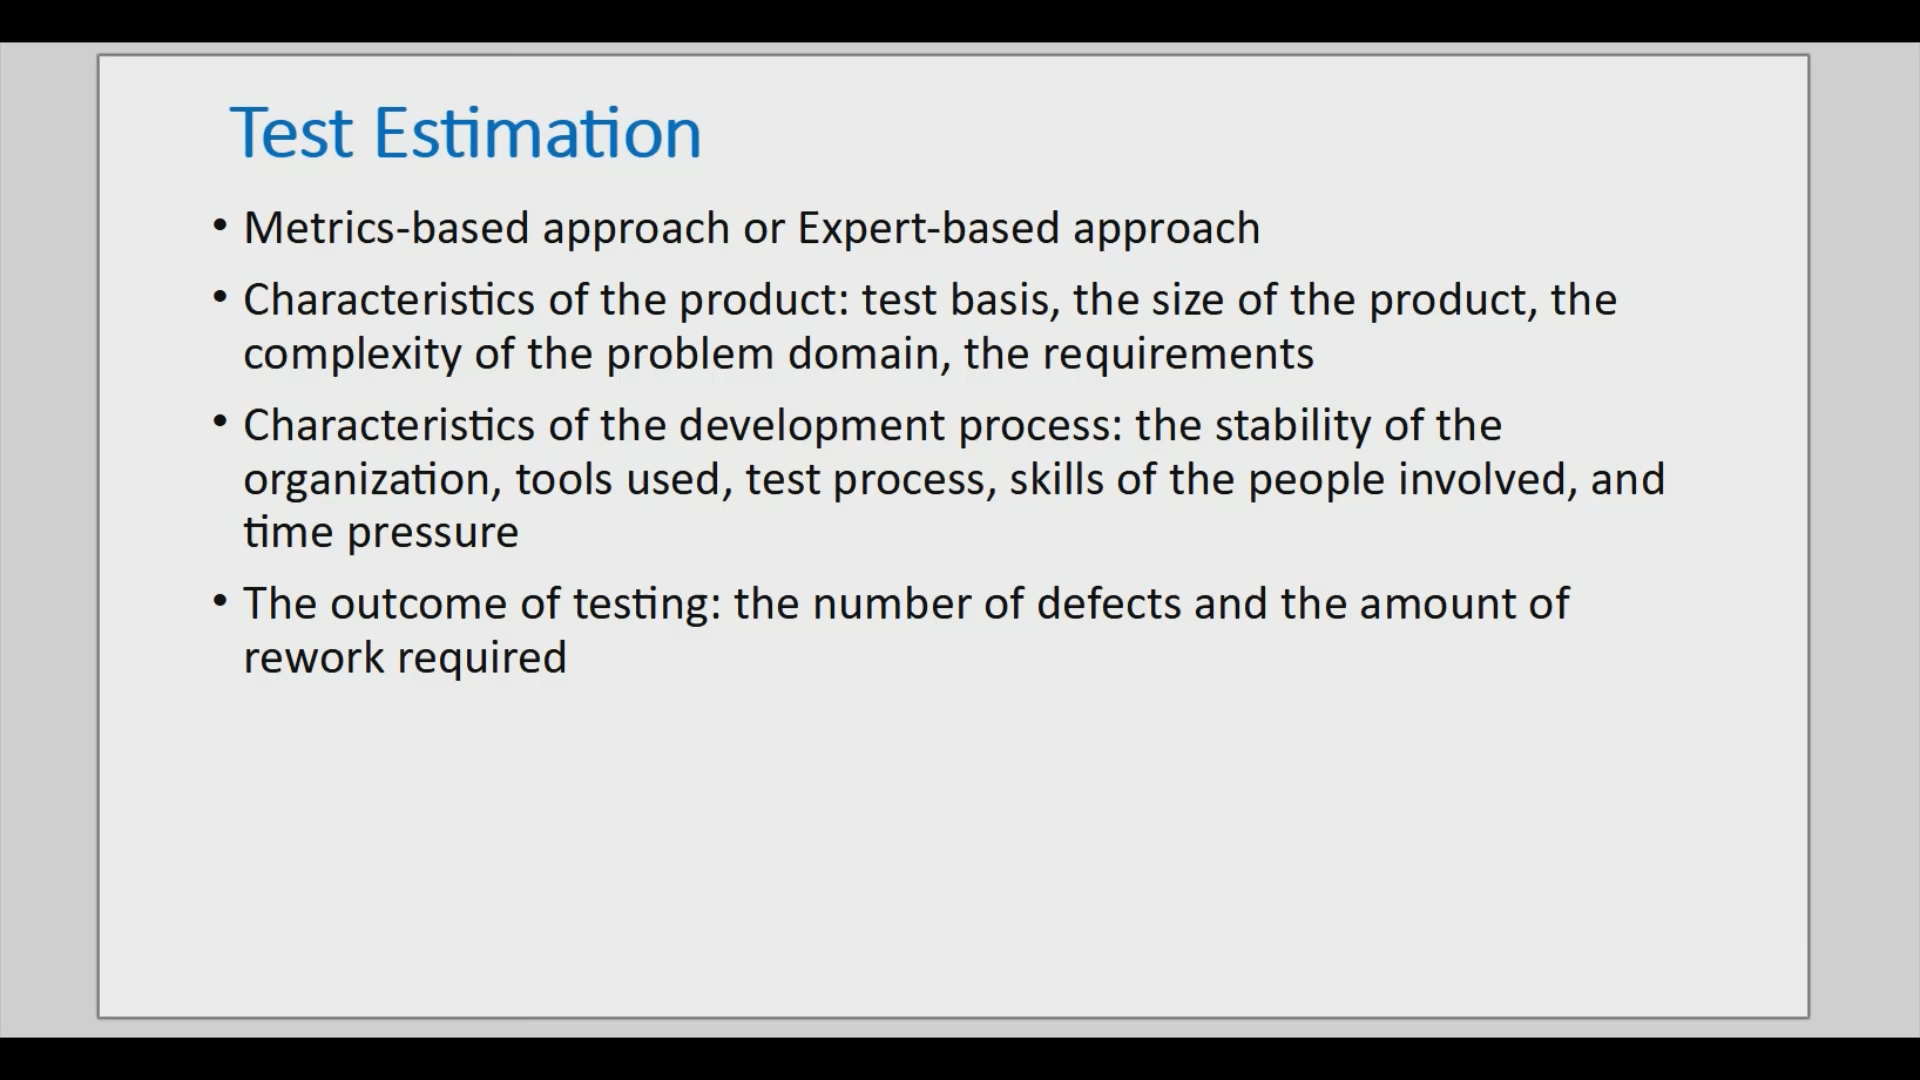 Test Estimation
• Metrics-based approach or Expert-based approach
• Characteristics of the product: test basis, the size of the product, the
complexity of the problem domain, the requirements
• Characteristics of the development process: the stability of the
organization, tools used, test process, skills of the people involved, and
time pressure
• The outcome of testing: the number of defects and the amount of
rework required